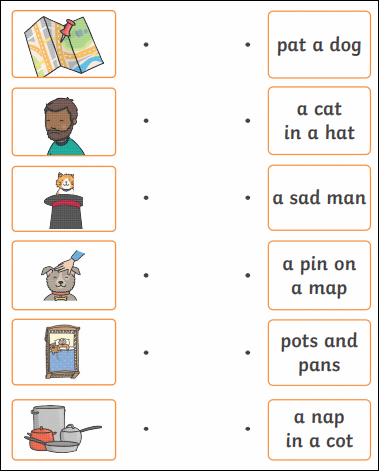 pat a dog
a cat
in a hat
a sad man
a pin on
a map
pots and
pans
a nap
in a cot